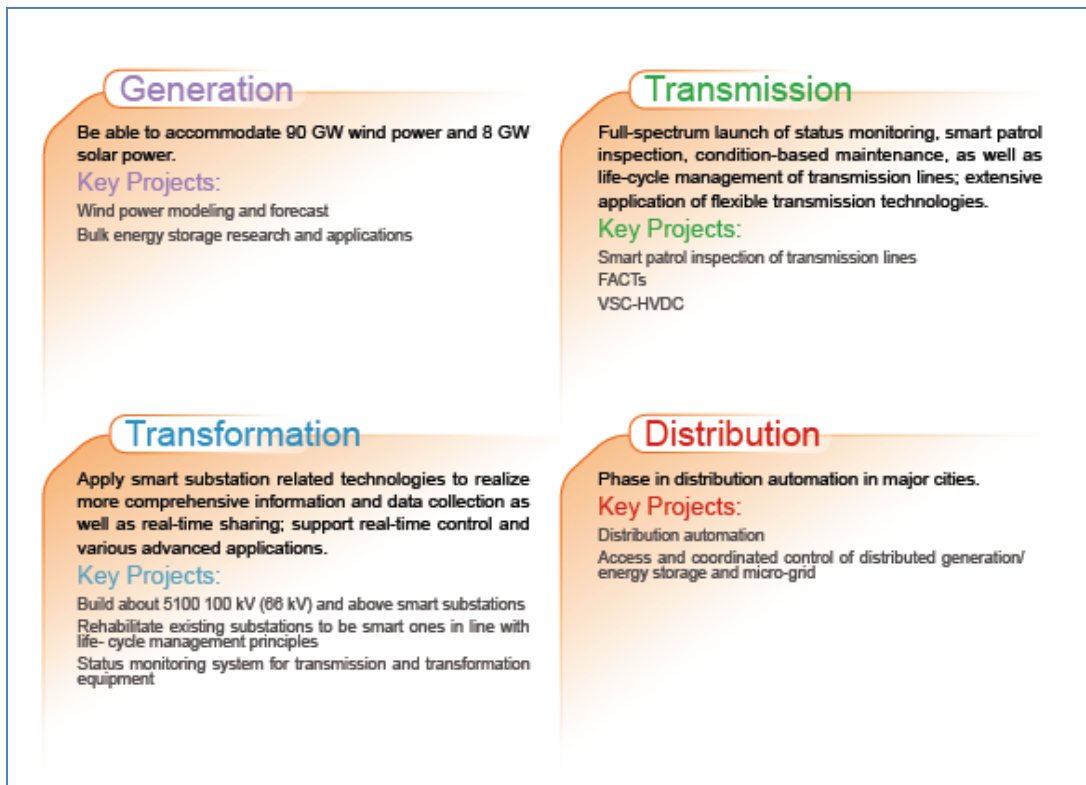 Generation
Be able to accommodate 90 GW wind power and 8 GW
solar power.
Key Projects:
Wind power modeling and forecast
Bulk energy storage research and applications
Transmission
Full-spectrum launch of status monitoring, smart patrol
inspection, condition-based maintenance, as well as
life-cycle management of transmission lines; extensive
application of flexible transmission technologies.
Key Projects:
Smart patrol inspection of transmission lines
FACTs
VSC-HVDC
Transformation
Apply smart substation related technologies to realize
more comprehensive information and data collection as
well as real-time sharing; support real-time control and
various advanced applications.
Key Projects:
Build about 5100 100 kV (66 kV) and above smart substations
Rehabilitate existing substations to be smart ones in line with
life- cycle management principles
Status monitoring system for transmission and transformation
equipment
Distribution
Phase in distribution automation in major cities.
Key Projects:
Distribution automation
Access and coordinated control of distributed generation/
energy storage and micro-grid